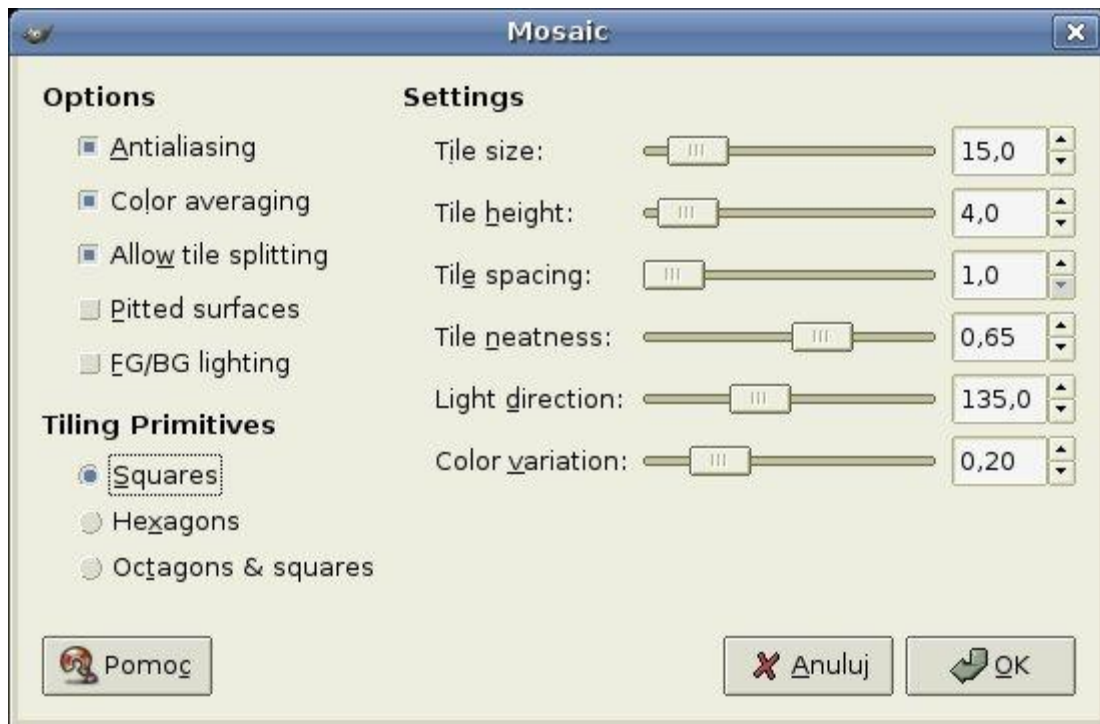 Mosaic
Options
Antialiasing
Color averaging
Allow tile splitting
Pitted surfaces
FG/BG lighting
Tiling Primitives
Squares
Hexagons
Octagons & squares
Settings
Tile size: 15,0
Tile height: 4,0
Tile spacing: 1,0
Tile neatness: 0,65
Light direction: 135,0
Color variation: 0,20
Pomoc
Anuluj
OK